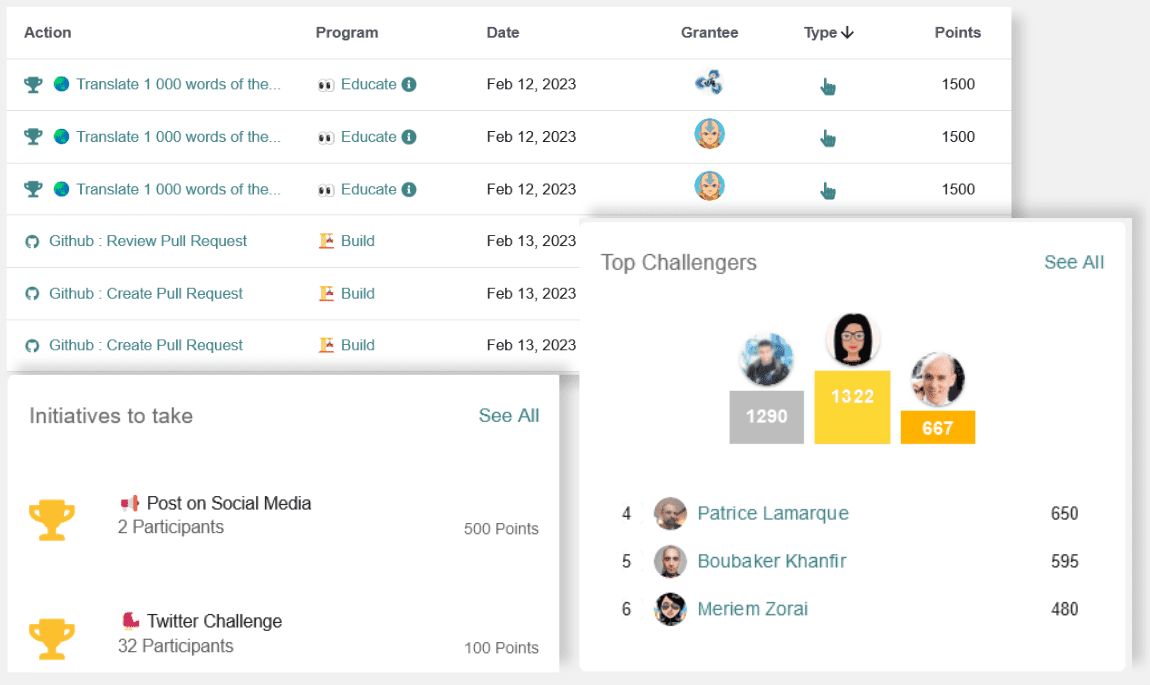 Action Program Date Grantee Type Points
Translate 1 000 words of the... Educate Feb 12, 2023 1500
Translate 1 000 words of the... Educate Feb 12, 2023 1500
Translate 1 000 words of the... Educate Feb 12, 2023 1500
Github : Review Pull Request Build Feb 13, 2023
Github : Create Pull Request Build Feb 13, 2023
Github : Create Pull Request Build Feb 13, 2023
Initiatives to take See All
Post on Social Media
2 Participants 500 Points
Twitter Challenge
32 Participants 100 Points
Top Challengers See All
1290 1322 667
4 Patrice Lamarque 650
5 Boubaker Khanfir 595
6 Meriem Zorai 480